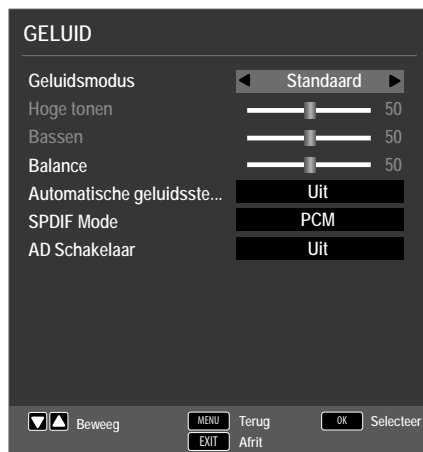 GELUID
Geluidsmodus Standaard
Hoge tonen 50
Bassen 50
Balance 50
Automatische geluidsste... Uit
SPDIF Mode PCM
AD Schakelaar Uit
Beweeg MENU Terug OK Selecteer
EXIT Afrit